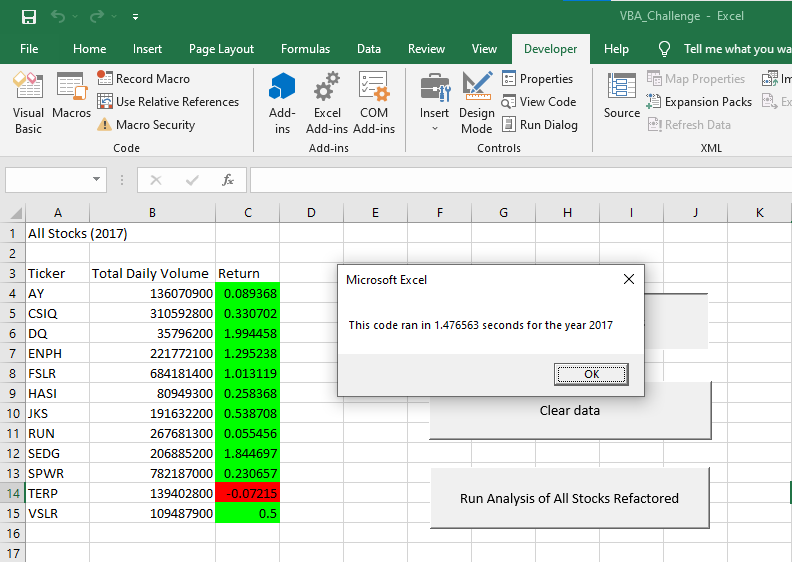 VBA_Challenge - Excel
File Home Insert Page Layout Formulas Data Review View Developer Help Tell me what you wa
Visual Basic
Macros
Record Macro
Use Relative References
Macro Security
Code
Add-ins
Excel Add-ins
COM Add-ins
Add-ins
Insert
Design Mode
Properties
View Code
Run Dialog
Controls
Source
Map Properties
Expansion Packs
Refresh Data
Im
Ex
XML
fx
A B C D E F G H I J K
1 All Stocks (2017)
2
3 Ticker Total Daily Volume Return
4 AY 136070900 0.089368
5 CSIQ 310592800 0.330702
6 DQ 35796200 1.994458
7 ENPH 221772100 1.295238
8 FSLR 684181400 1.013119
9 HASI 80949300 0.258368
10 JKS 191632200 0.538708
11 RUN 267681300 0.055456
12 SEDG 206885200 1.844697
13 SPWR 782187000 0.230657
14 TERP 139402800 -0.07215
15 VSLR 109487900 0.5
16
17
Microsoft Excel
This code ran in 1.476563 seconds for the year 2017
OK
Clear data
Run Analysis of All Stocks Refactored